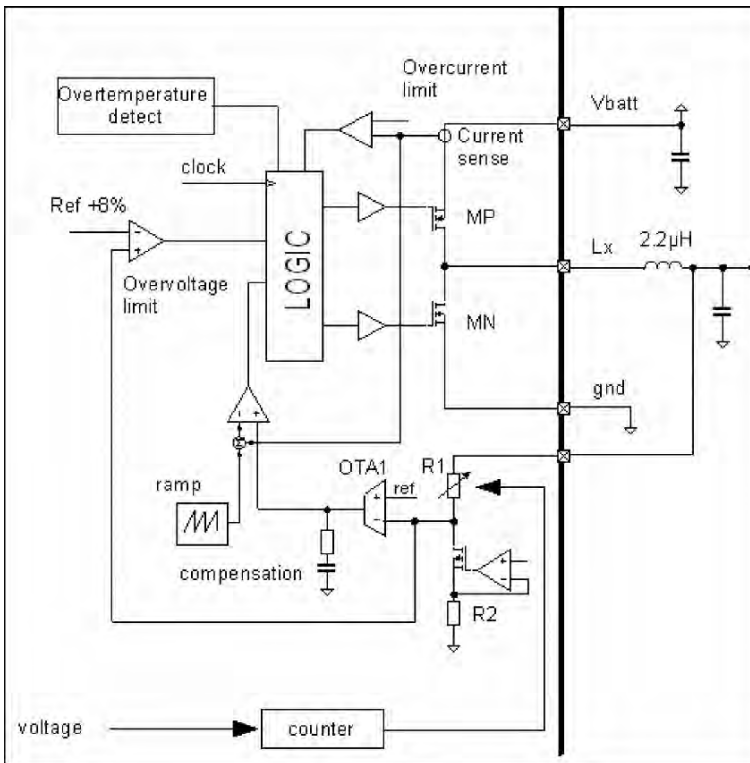 Overcurrent
limit
Overtemperature
detect
Vbatt
Current
sense
clock
Ref +8%
MP
LOGIC
Lx
2.2µH
Overvoltage
limit
MN
gnd
- +
- +
Σ
OTA1
R1
ref
+
-
ramp
compensation
+
-
R2
voltage
counter